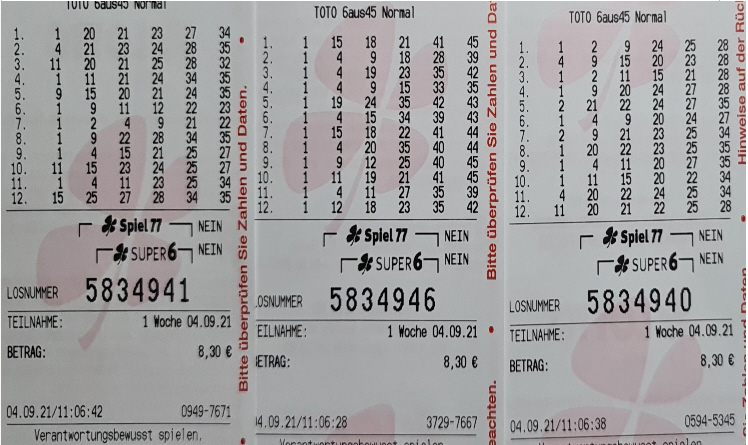 TOTO 6aus45 Normal
1. 1 20 21 23 27 34
2. 4 21 23 24 28 35
3. 11 20 21 25 28 32
4. 1 11 21 24 34 35
5. 9 15 20 21 24 35
6. 1 9 11 12 22 23
7. 1 2 4 9 21 22
8. 1 9 22 28 34 35
9. 1 4 15 21 25 27
10. 11 15 23 24 25 27
11. 1 4 11 23 25 34
12. 15 25 27 28 34 35
Spiel 77 NEIN
SUPER 6 NEIN
LOSNUMMER 5834941
TEILNAHME: 1 Woche 04.09.21
BETRAG: 8,30 €
04.09.21/11:06:42 0949-7671
Verantwortungsbewusst spielen.
Bitte überprüfen Sie Zahlen und Daten.
1. 1 15 18 21 41 45
2. 1 4 9 18 28 39
3. 1 4 19 23 35 42
4. 1 4 9 15 33 35
5. 1 19 24 35 42 43
6. 1 4 15 34 39 43
7. 1 15 18 22 41 44
8. 1 4 20 35 40 44
9. 1 9 12 25 40 45
10. 1 11 19 21 41 45
11. 1 4 11 27 35 39
12. 1 12 18 23 35 42
Spiel 77 NEIN
SUPER 6 NEIN
LOSNUMMER 5834946
TEILNAHME: 1 Woche 04.09.21
BETRAG: 8,30 €
04.09.21/11:06:28 3729-7667
Verantwortungsbewusst spielen
Bitte überprüfen Sie Zahlen und
eachten.
TOTO 6aus45 Normal
1. 1 2 9 24 25 28
2. 4 9 15 20 23 28
3. 1 2 11 15 21 28
4. 1 9 20 24 27 28
5. 2 21 22 24 27 35
6. 1 4 9 20 24 27
7. 2 9 21 23 25 34
8. 1 20 22 23 25 35
9. 1 4 11 20 27 35
10. 1 11 15 20 22 34
11. 4 20 22 24 25 34
12. 11 20 21 22 25 28
Spiel 77 NEIN
SUPER 6 NEIN
LOSNUMMER 5834940
TEILNAHME: 1 Woche 04.09.21
BETRAG: 8,30 €
04.09.21/11:06:38 0594-5345
Verantwortungsbewusst spielen.
Hinweise auf der Rück
Zahlen und Daten